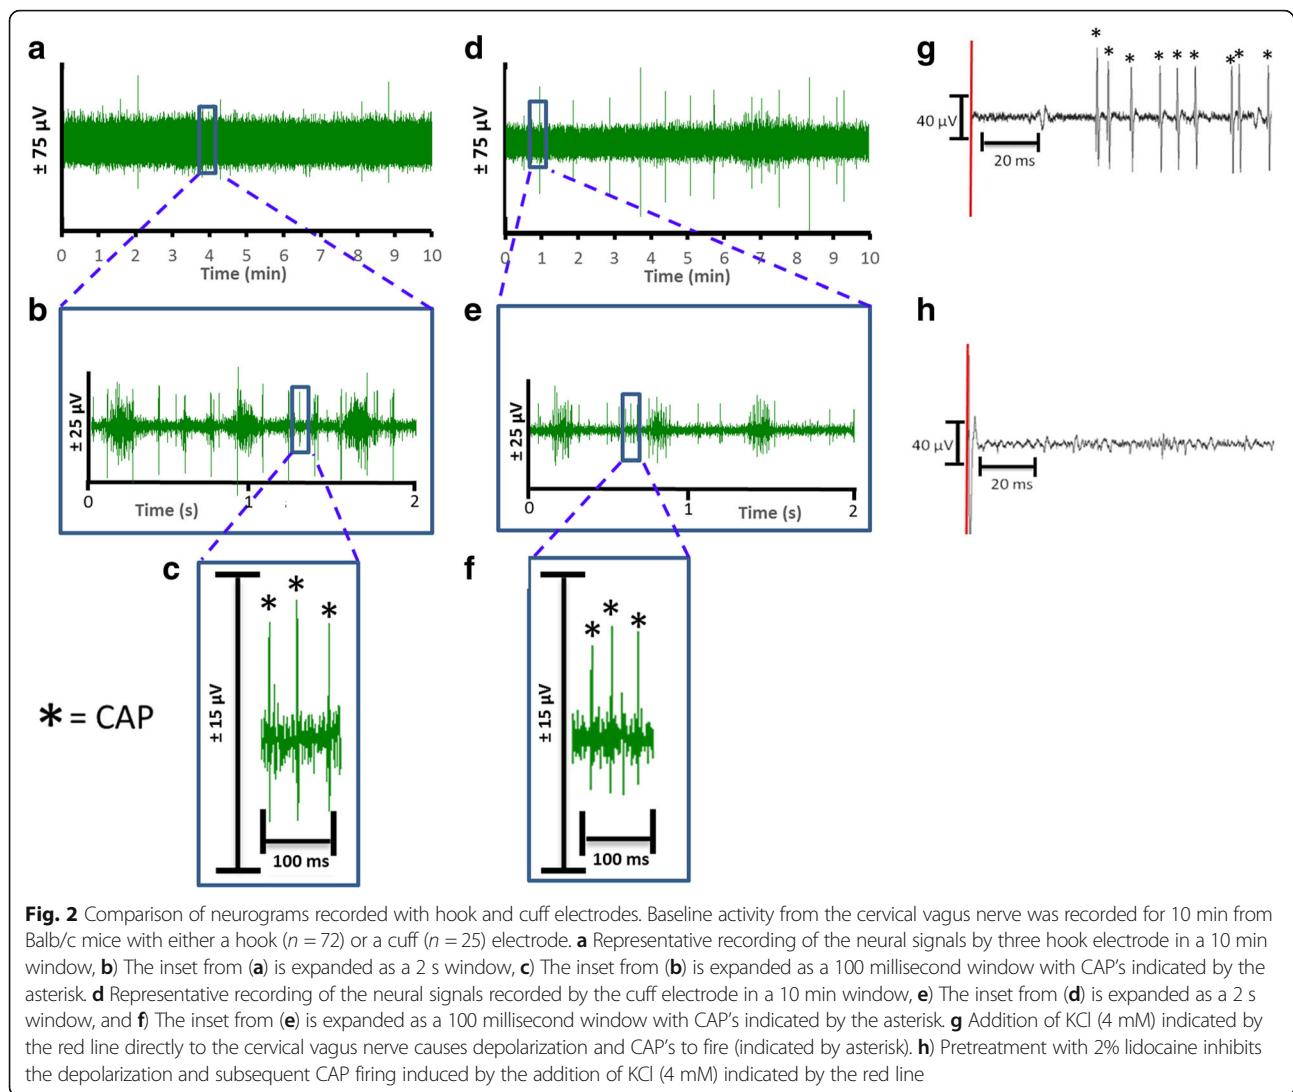 a
± 75 µV
0 1 2 3 4 5 6 7 8 9 10
Time (min)
b
± 25 µV
0 1 2
Time (s)
c
± 15 µV
* * *
100 ms
* = CAP
d
± 75 µV
0 1 2 3 4 5 6 7 8 9 10
Time (min)
e
± 25 µV
0 1 2
Time (s)
f
± 15 µV
* * *
100 ms
g
40 µV
20 ms
* * * * * * * * *
h
40 µV
20 ms
Fig. 2 Comparison of neurograms recorded with hook and cuff electrodes. Baseline activity from the cervical vagus nerve was recorded for 10 min from
Balb/c mice with either a hook (n = 72) or a cuff (n = 25) electrode. a Representative recording of the neural signals by three hook electrode in a 10 min
window, b) The inset from (a) is expanded as a 2 s window, c) The inset from (b) is expanded as a 100 millisecond window with CAP's indicated by the
asterisk. d Representative recording of the neural signals recorded by the cuff electrode in a 10 min window, e) The inset from (d) is expanded as a 2 s
window, and f) The inset from (e) is expanded as a 100 millisecond window with CAP's indicated by the asterisk. g Addition of KCl (4 mM) indicated by
the red line directly to the cervical vagus nerve causes depolarization and CAP's to fire (indicated by asterisk). h) Pretreatment with 2% lidocaine inhibits
the depolarization and subsequent CAP firing induced by the addition of KCl (4 mM) indicated by the red line